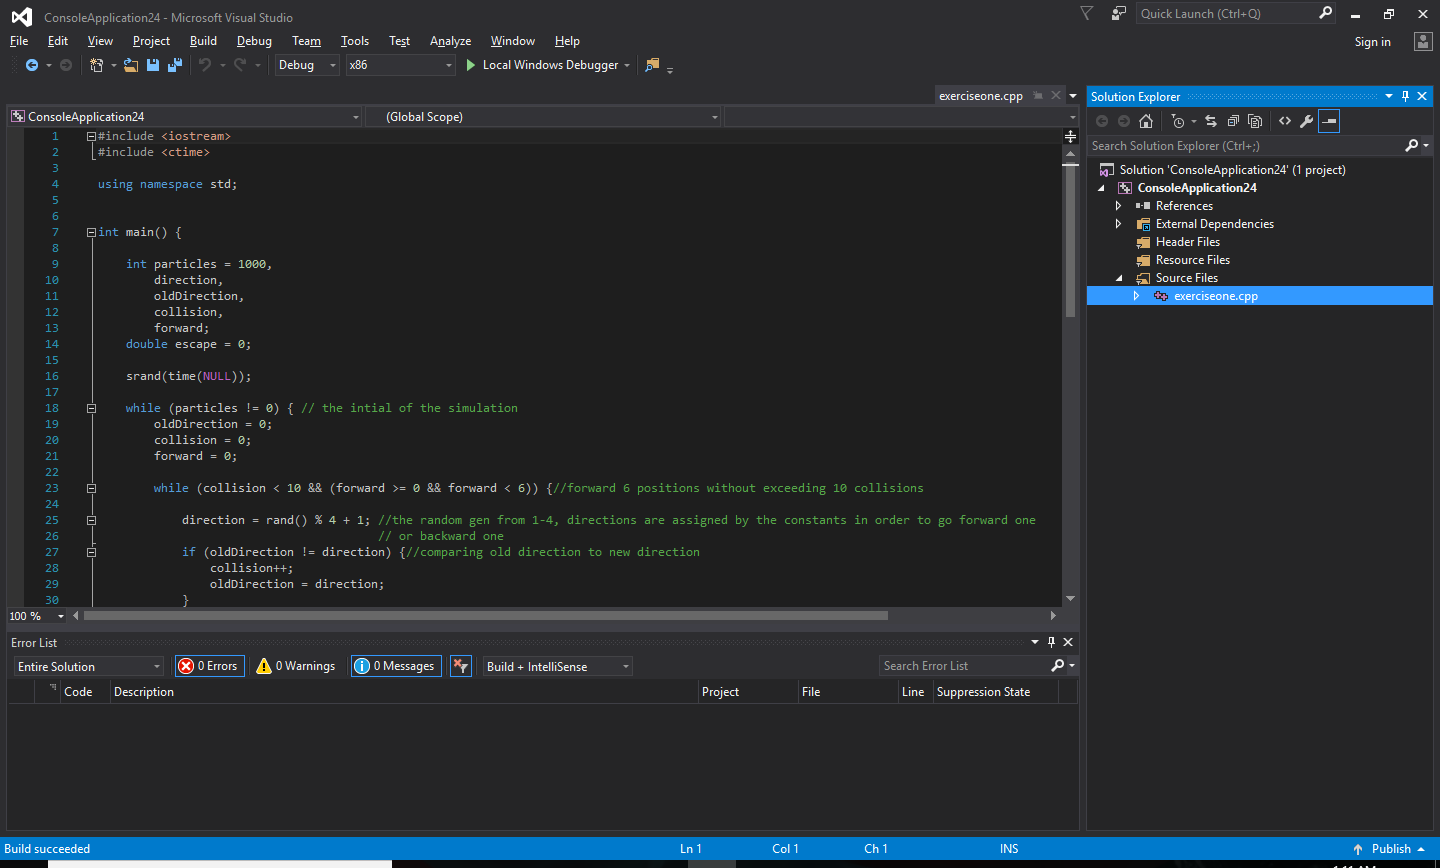 ConsoleApplication24 - Microsoft Visual Studio
Quick Launch (Ctrl+Q)
File Edit View Project Build Debug Team Tools Test Analyze Window Help
Sign in
Debug x86 Local Windows Debugger
exerciseone.cpp
ConsoleApplication24 (Global Scope)
1 #include <iostream>
2 #include <ctime>
3
4 using namespace std;
5
6
7 int main() {
8
9 int particles = 1000,
10 direction,
11 oldDirection,
12 collision,
13 forward;
14 double escape = 0;
15
16 srand(time(NULL));
17
18 while (particles != 0) { // the intial of the simulation
19 oldDirection = 0;
20 collision = 0;
21 forward = 0;
22
23 while (collision < 10 && (forward >= 0 && forward < 6)) {//forward 6 positions without exceeding 10 collisions
24
25 direction = rand() % 4 + 1; //the random gen from 1-4, directions are assigned by the constants in order to go forward one
26 // or backward one
27 if (oldDirection != direction) {//comparing old direction to new direction
28 collision++;
29 oldDirection = direction;
30 }
100 %
Solution Explorer
Search Solution Explorer (Ctrl+;)
Solution 'ConsoleApplication24' (1 project)
ConsoleApplication24
References
External Dependencies
Header Files
Resource Files
Source Files
exerciseone.cpp
Error List
Entire Solution 0 Errors 0 Warnings 0 Messages Build + IntelliSense Search Error List
Code Description Project File Line Suppression State
Build succeeded Ln 1 Col 1 Ch 1 INS Publish